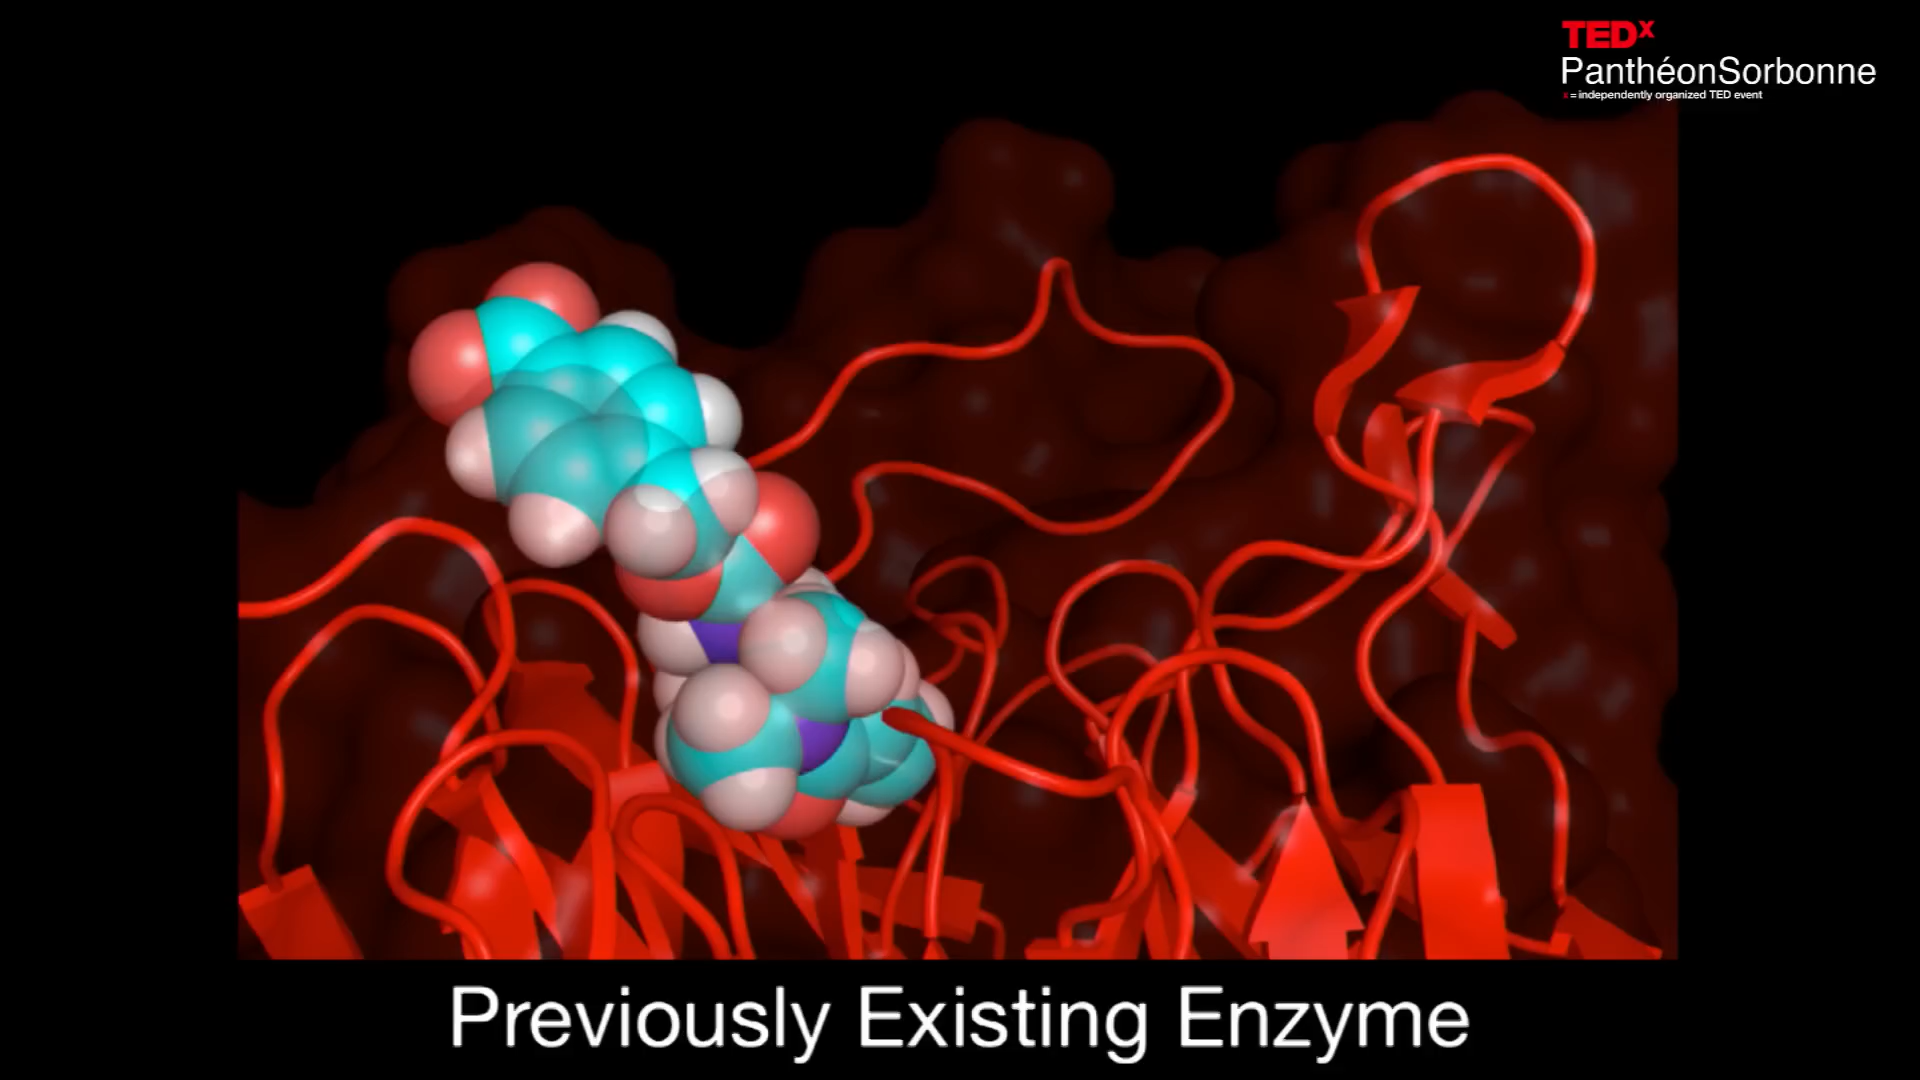 TEDx
PanthéonSorbonne
x = independently organized TED event
Previously Existing Enzyme